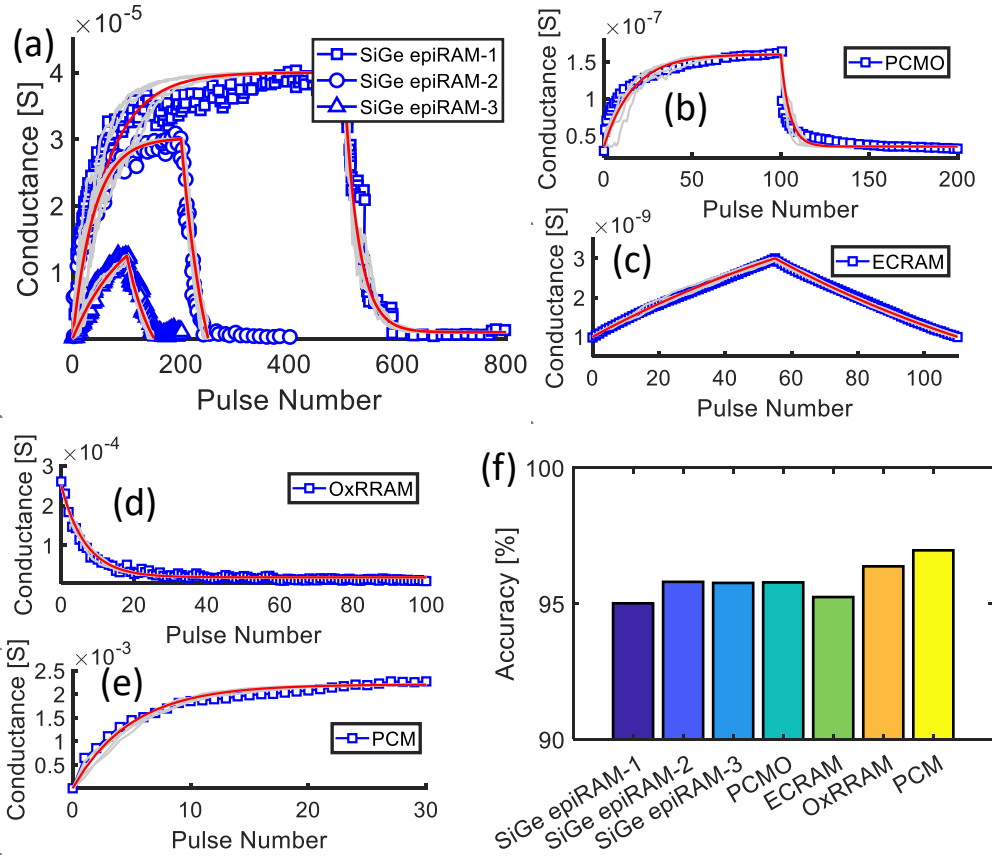 (a)
×10⁻⁵
Conductance [S]
4
3
2
1
0
200
400
600
800
Pulse Number
SiGe epiRAM-1
SiGe epiRAM-2
SiGe epiRAM-3
×10⁻⁷
Conductance [S]
1.5
1
0.5
0
50
100
150
200
Pulse Number
PCMO
(b)
×10⁻⁹
Conductance [S]
3
2
1
0
20
40
60
80
100
Pulse Number
(c)
ECRAM
×10⁻⁴
Conductance [S]
3
2
1
0
20
40
60
80
100
Pulse Number
(d)
OxRRAM
×10⁻³
Conductance [S]
2.5
2
1.5
1
0.5
0
10
20
30
Pulse Number
(e)
PCM
(f)
Accuracy [%]
100
95
90
SiGe epiRAM-1
SiGe epiRAM-2
SiGe epiRAM-3
PCMO
ECRAM
OxRRAM
PCM